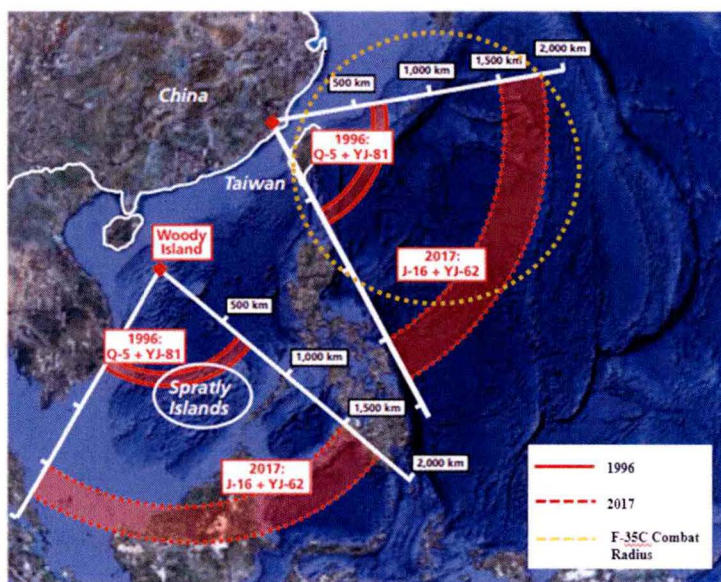 China
Taiwan
500 km
1,000 km
1,500 km
2,000 km
1996:
Q-5 + YJ-81
2017:
J-16 + YJ-62
Woody
Island
500 km
1,000 km
1,500 km
2,000 km
1996:
Q-5 + YJ-81
Spratly
Islands
2017:
J-16 + YJ-62
1996
2017
F-35C Combat
Radius